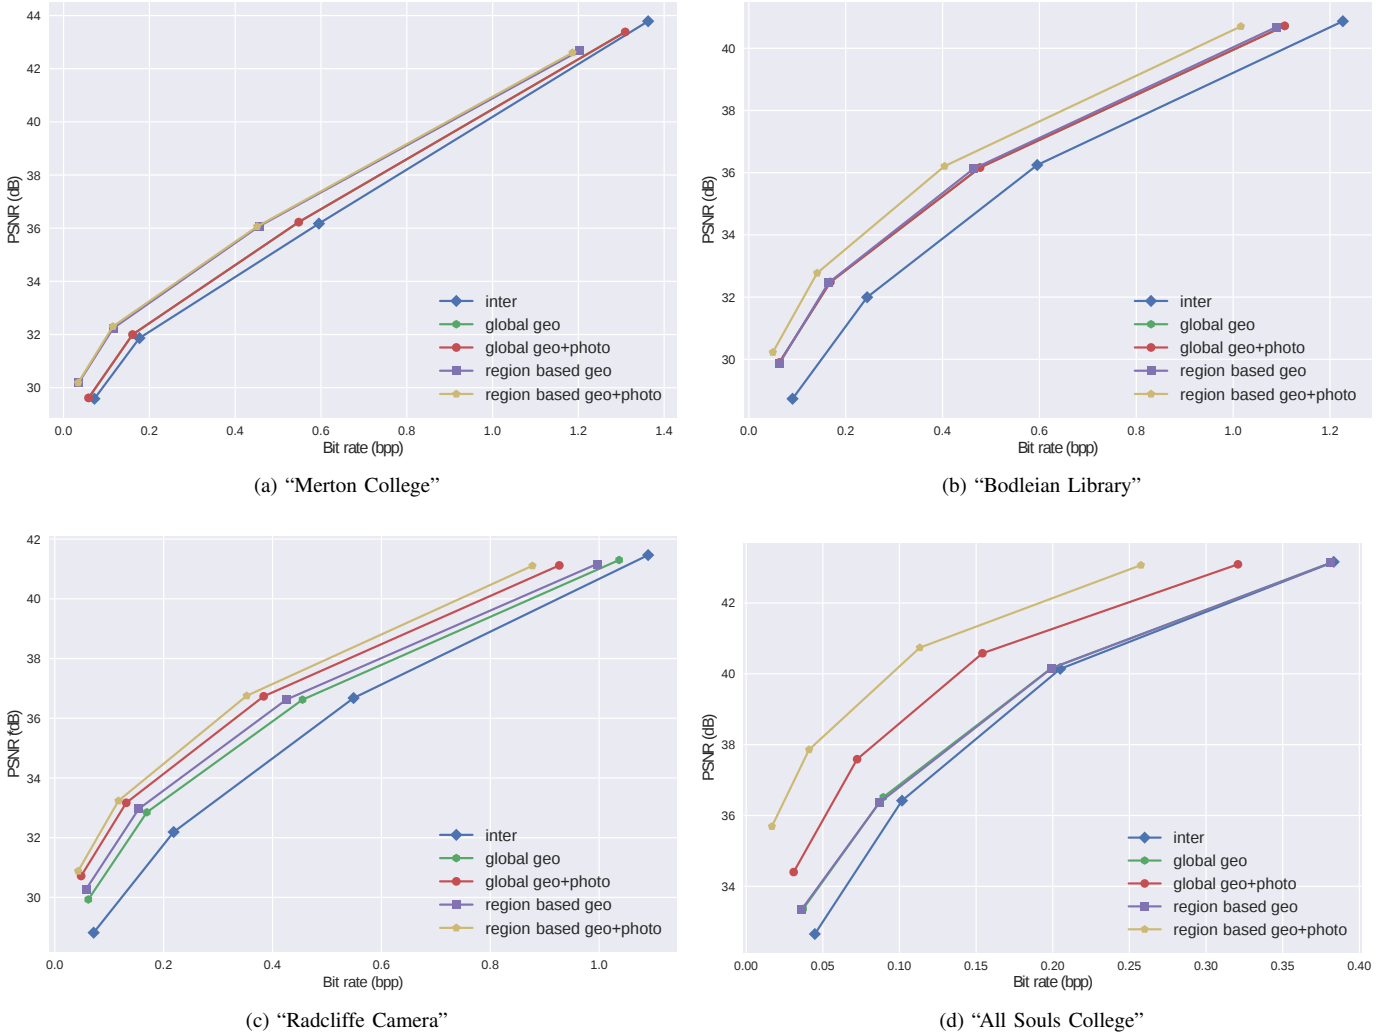 44
42
40
38
36
34
32
30
PSNR (dB)
inter
global geo
global geo+photo
region based geo
region based geo+photo
0.0 0.2 0.4 0.6 0.8 1.0 1.2 1.4
Bit rate (bpp)
(a) “Merton College”
40
38
36
34
32
30
PSNR (dB)
inter
global geo
global geo+photo
region based geo
region based geo+photo
0.0 0.2 0.4 0.6 0.8 1.0 1.2
Bit rate (bpp)
(b) “Bodleian Library”
42
40
38
36
34
32
30
PSNR (dB)
inter
global geo
global geo+photo
region based geo
region based geo+photo
0.0 0.2 0.4 0.6 0.8 1.0
Bit rate (bpp)
(c) “Radcliffe Camera”
42
40
38
36
34
PSNR (dB)
inter
global geo
global geo+photo
region based geo
region based geo+photo
0.00 0.05 0.10 0.15 0.20 0.25 0.30 0.35 0.40
Bit rate (bpp)
(d) “All Souls College”